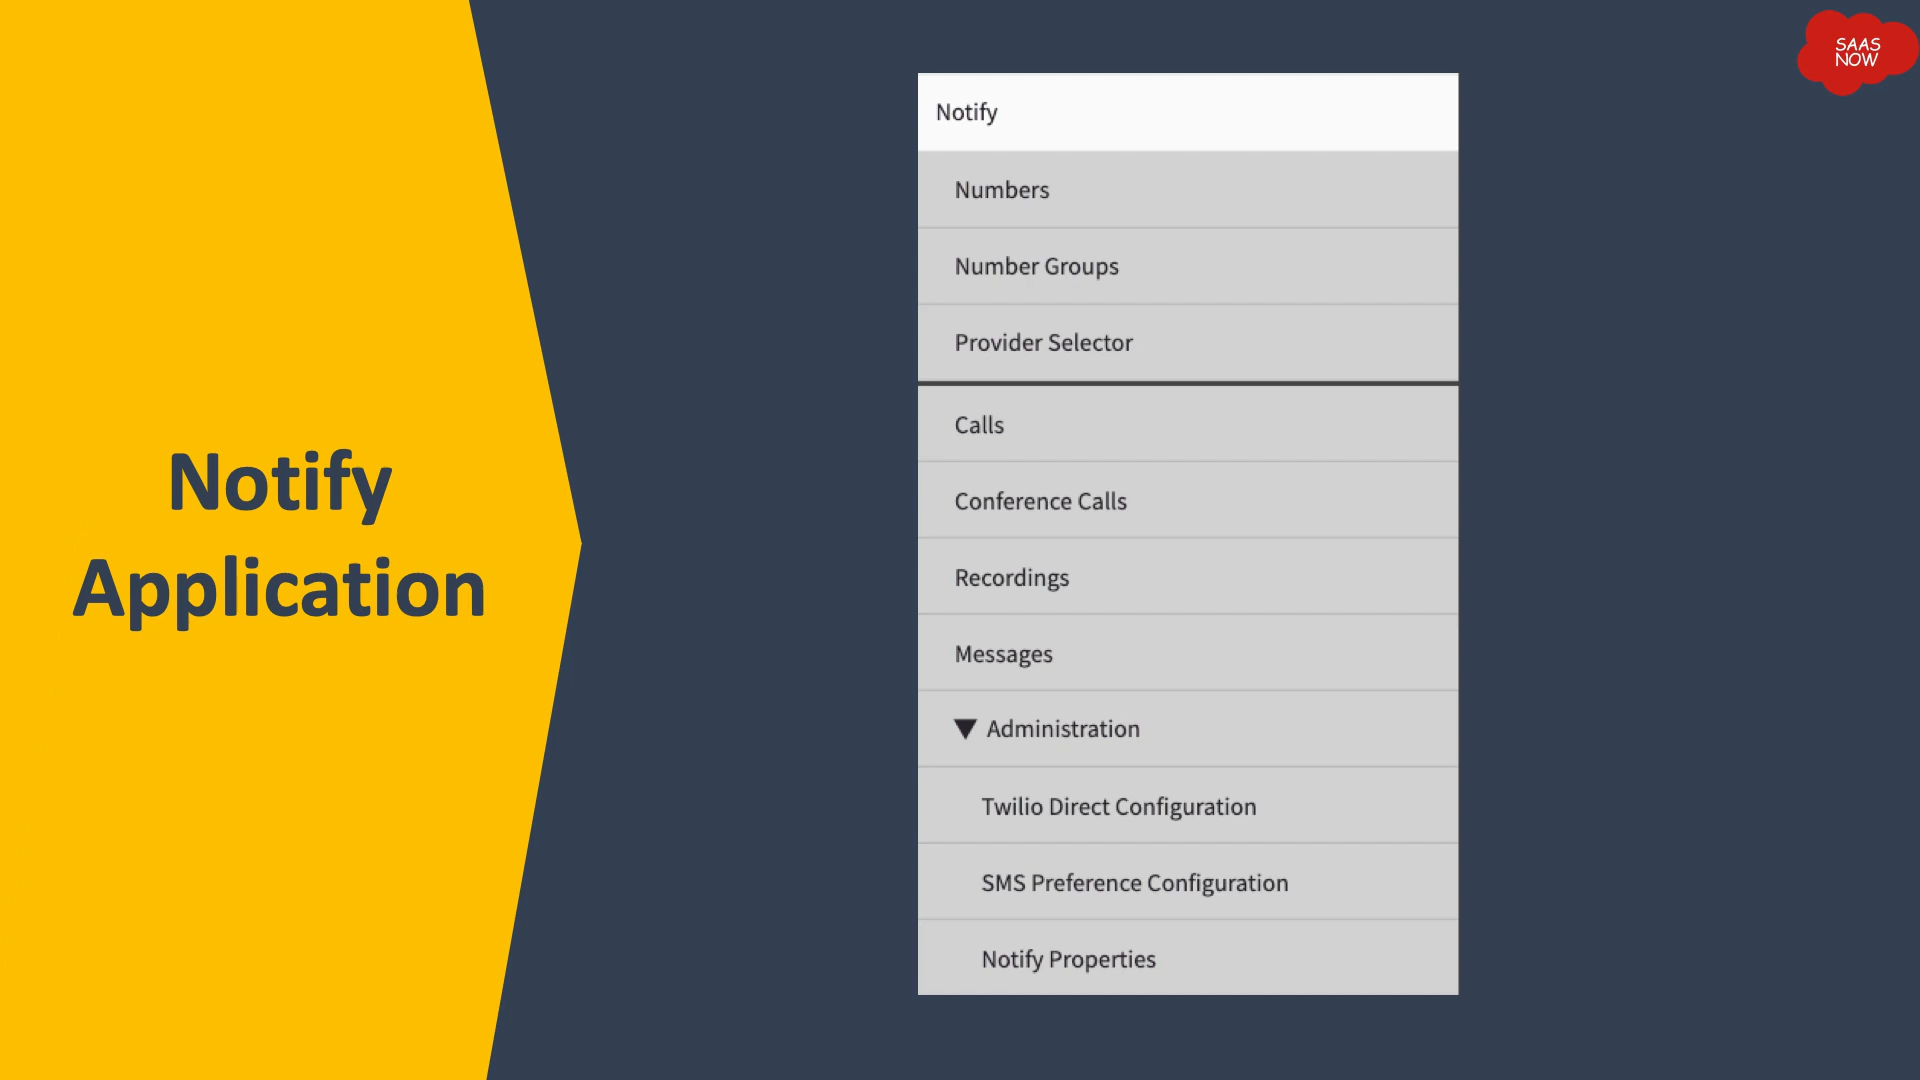 Notify
Application
SAAS
NOW
Notify
Numbers
Number Groups
Provider Selector
Calls
Conference Calls
Recordings
Messages
Administration
Twilio Direct Configuration
SMS Preference Configuration
Notify Properties